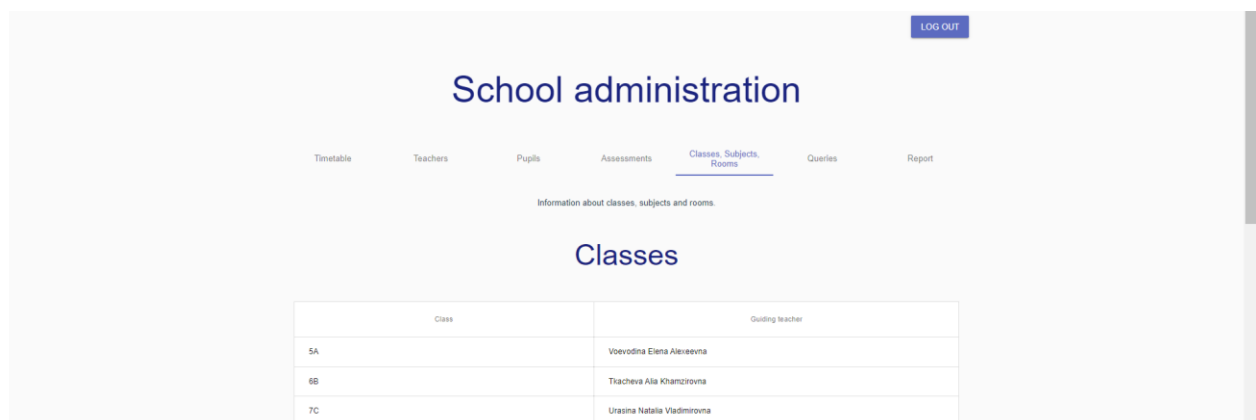 LOG OUT
School administration
Timetable Teachers Pupils Assessments Classes, Subjects, Rooms Queries Report
Information about classes, subjects and rooms.
Classes
Class Guiding teacher
5A Voevodina Elena Alexeevna
6B Tkacheva Alia Khamzirovna
7C Urasina Natalia Vladimirovna